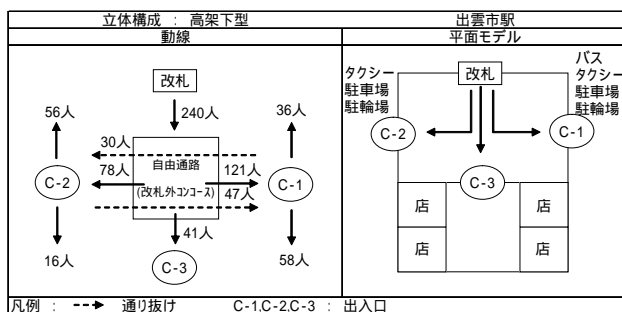 立体構成 : 高架下型
出雲市駅
動線
平面モデル
改札
240人
56人
36人
30人
自由通路
78人
121人
C-2
(改札外コンコース)
C-1
47人
41人
16人
C-3
58人
タクシー
駐車場
駐輪場
改札
バス
タクシー
駐車場
駐輪場
C-2
C-1
C-3
店
店
店
店
凡例 : 通り抜け C-1,C-2,C-3 : 出入口